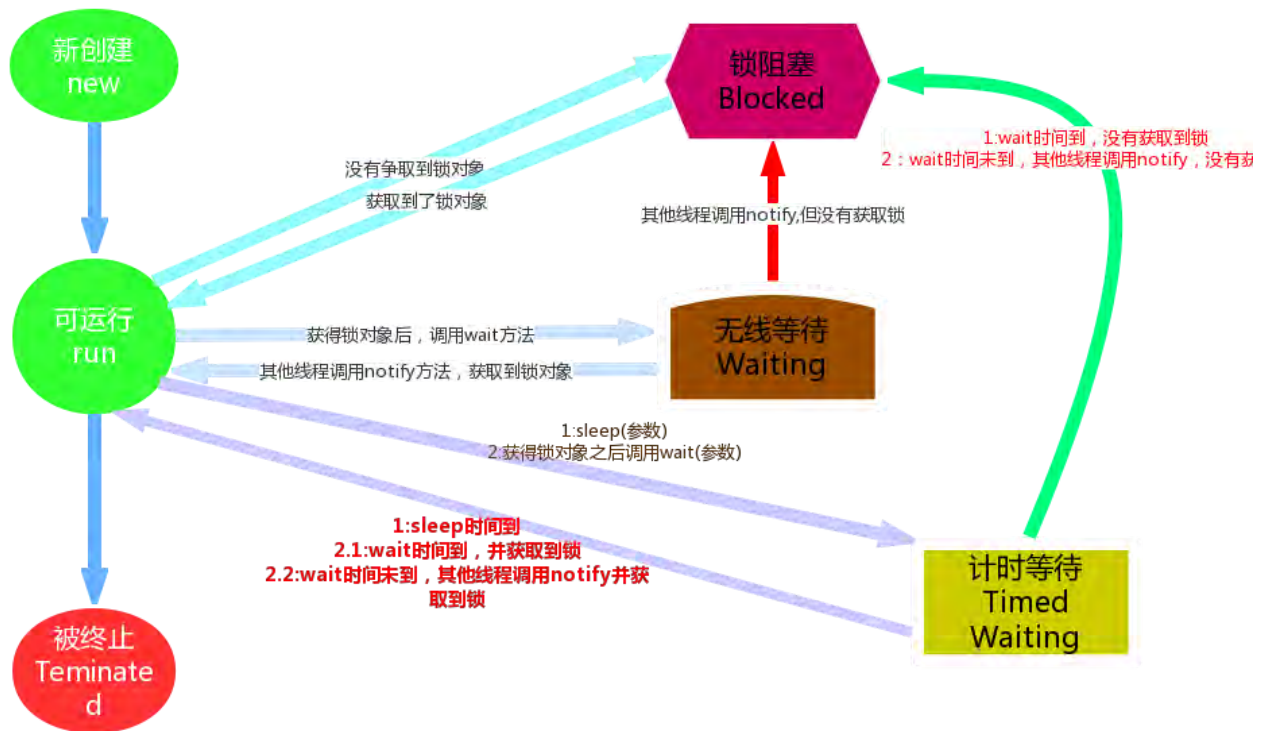 新创建
new
锁阻塞
Blocked
1:wait时间到，没有获取到锁
2：wait时间未到，其他线程调用notify，没有获
没有争取到锁对象
获取到了锁对象
其他线程调用notify,但没有获取锁
可运行
run
获得锁对象后，调用wait方法
其他线程调用notify方法，获取到锁对象
无线等待
Waiting
1:sleep(参数)
2:获得锁对象之后调用wait(参数)
1:sleep时间到
2.1:wait时间到，并获取到锁
2.2:wait时间未到，其他线程调用notify并获
取到锁
计时等待
Timed
Waiting
被终止
Teminate
d